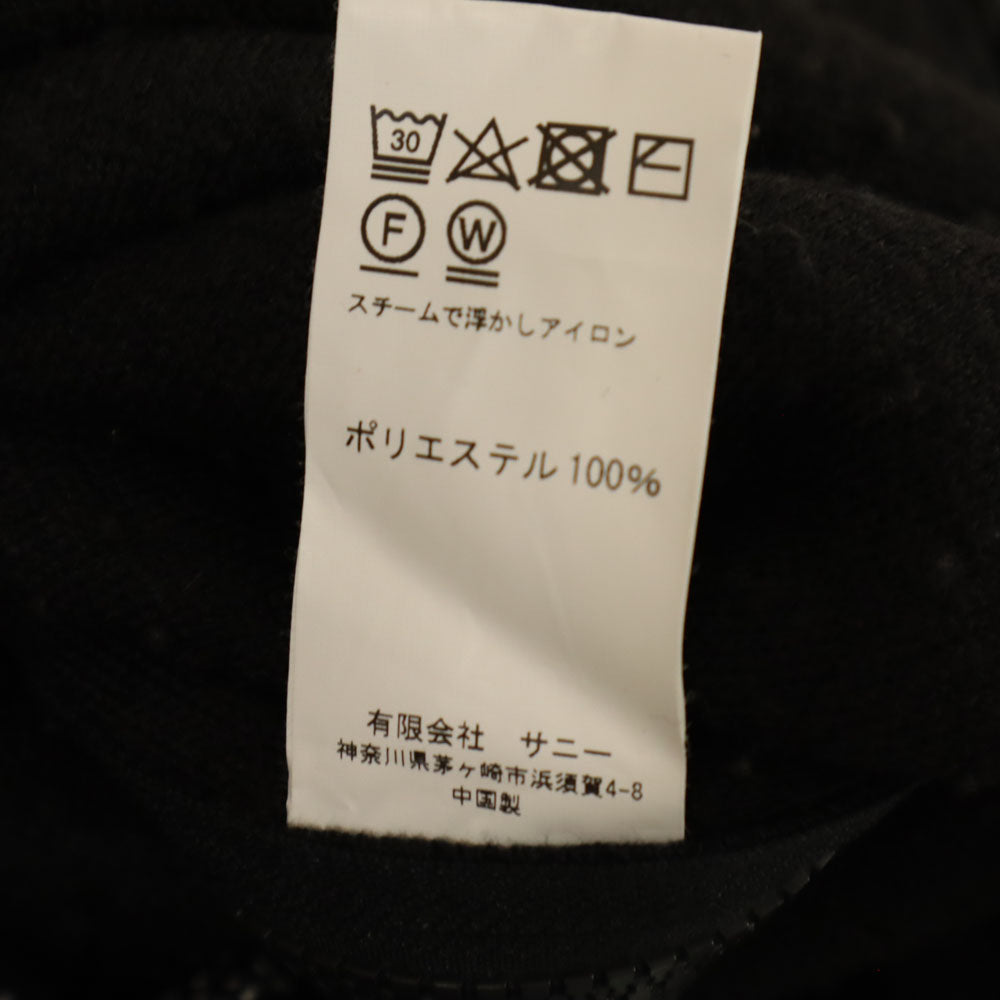 30
F W
スチームで浮かしアイロン
ポリエステル 100%
有限会社 サニー
神奈川県茅ヶ崎市浜須賀4-8
中国製